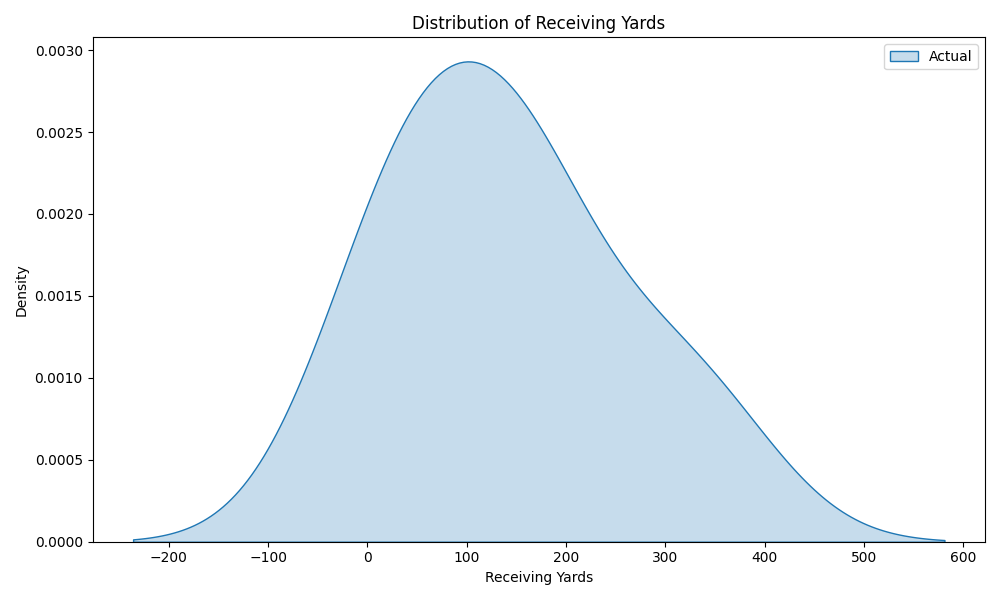 Distribution of Receiving Yards
Actual
0.0030
0.0025
0.0020
0.0015
0.0010
0.0005
0.0000
Density
−200 −100 0 100 200 300 400 500 600
Receiving Yards